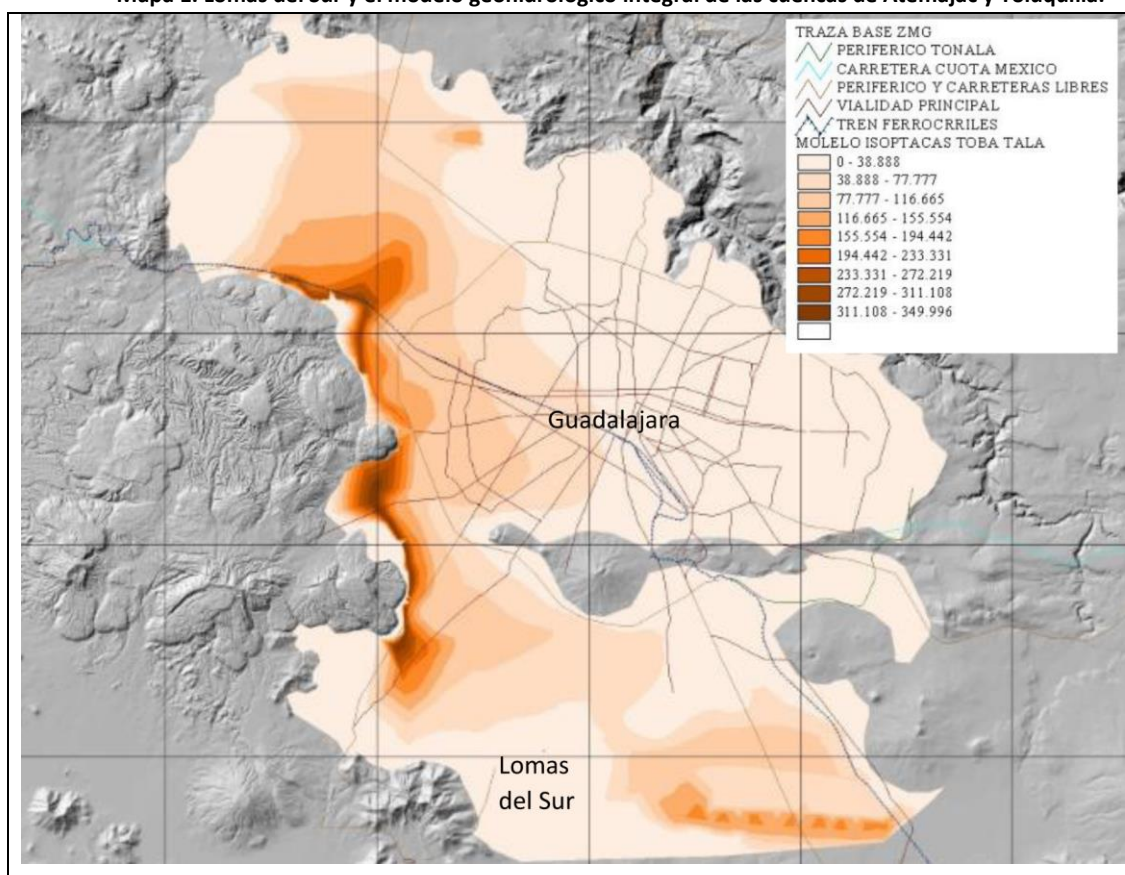 Mapa 1. Lomas del Sur y el modelo geohidrológico integral de las cuencas de Atemajac y Toluquilla.
TRAZA BASE ZMG
PERIFERICO TONALA
CARRETERA CUOTA MEXICO
PERIFERICO Y CARRETERAS LIBRES
VIALIDAD PRINCIPAL
TREN FERROCRRILES
MOLELO ISOPTACAS TOBA TALA
0 - 38.888
38.888 - 77.777
77.777 - 116.665
116.665 - 155.554
155.554 - 194.442
194.442 - 233.331
233.331 - 272.219
272.219 - 311.108
311.108 - 349.996
Guadalajara
Lomas
del Sur